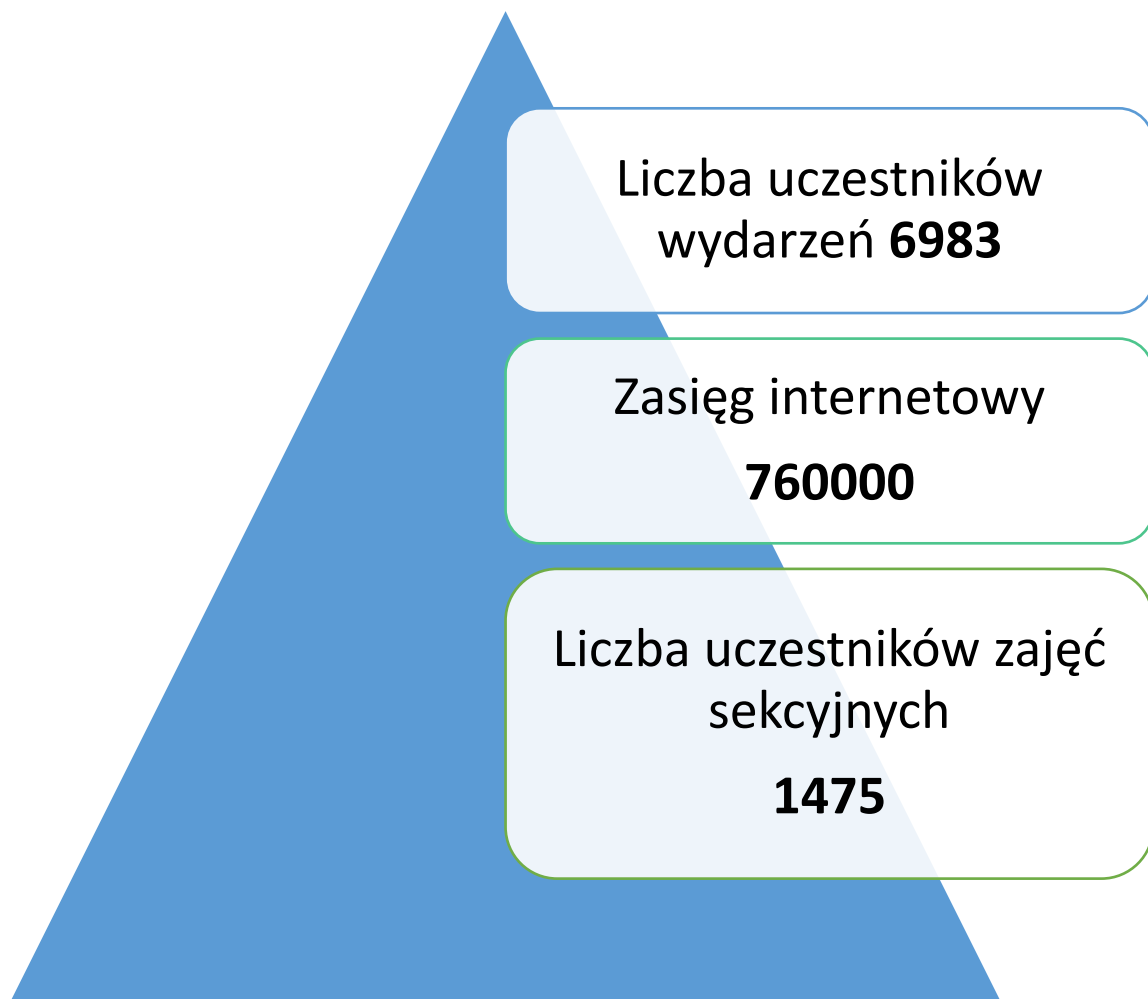 Liczba uczestników
wydarzeń 6983
Zasięg internetowy
760000
Liczba uczestników zajęć
sekcyjnych
1475